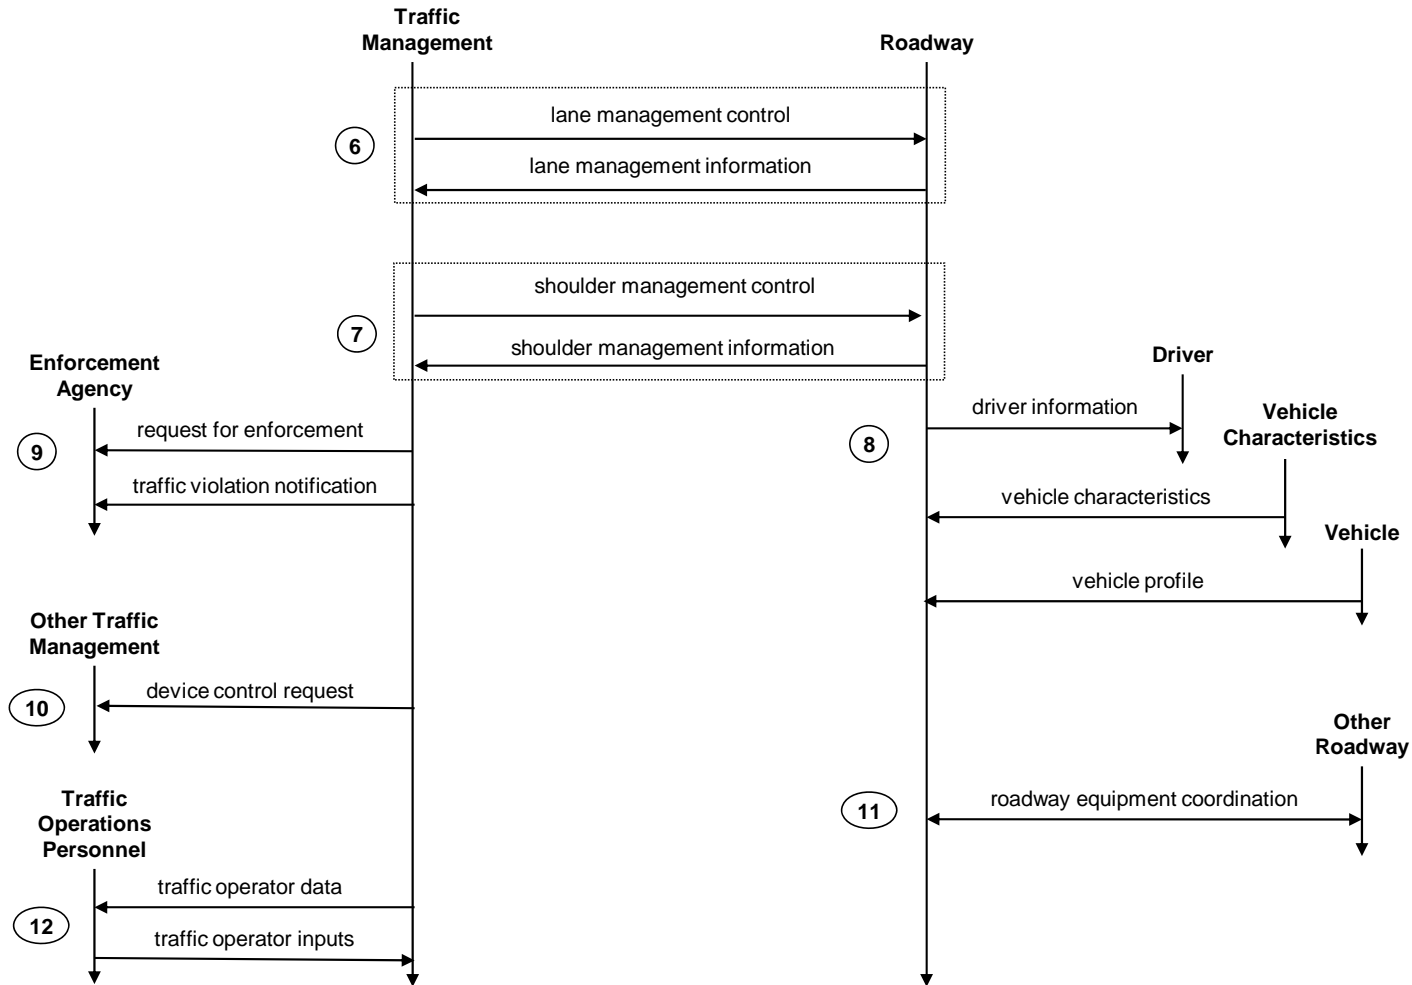 Traffic
Management
Roadway
lane management control
6
lane management information
shoulder management control
7
shoulder management information
Enforcement
Agency
Driver
driver information
Vehicle
Characteristics
request for enforcement
9
8
traffic violation notification
vehicle characteristics
Vehicle
vehicle profile
Other Traffic
Management
device control request
10
Other
Roadway
Traffic
Operations
Personnel
roadway equipment coordination
11
traffic operator data
12
traffic operator inputs